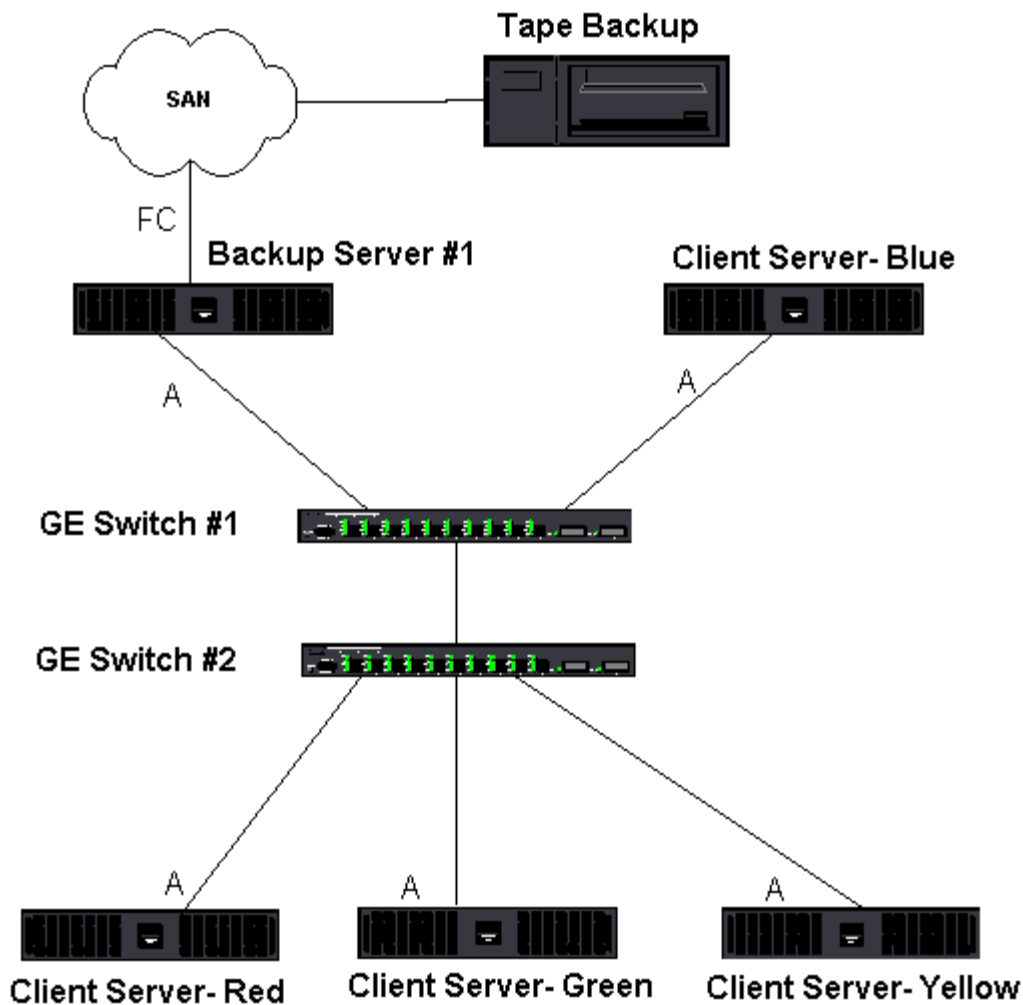 Tape Backup
SAN
FC
Backup Server #1
Client Server- Blue
A
A
GE Switch #1
GE Switch #2
A
A
A
Client Server- Red
Client Server- Green
Client Server- Yellow